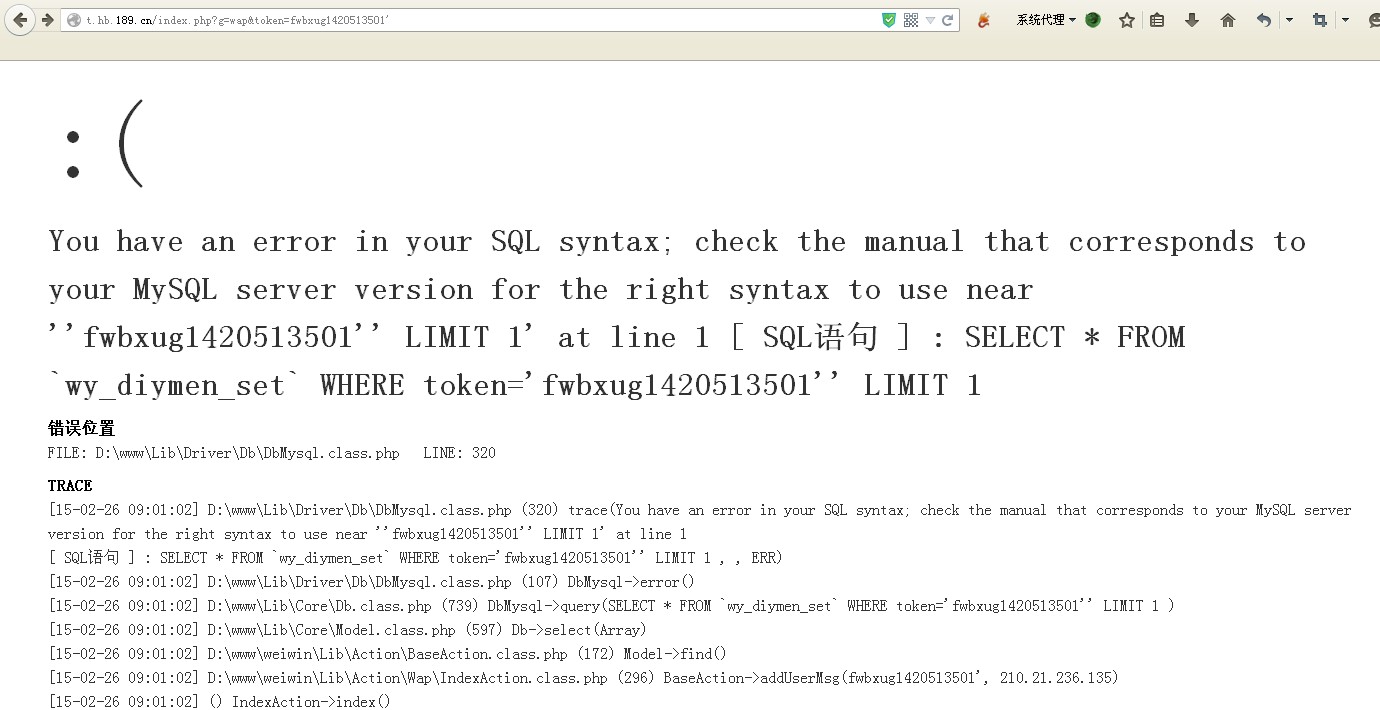 t.hb.189.cn/index.php?g=wap&token=fwbxug1420513501'
系统代理
:(
You have an error in your SQL syntax; check the manual that corresponds to
your MySQL server version for the right syntax to use near
''fwbxug1420513501'' LIMIT 1' at line 1 [ SQL语句 ] : SELECT * FROM
`wy_diymen_set` WHERE token='fwbxug1420513501'' LIMIT 1
错误位置
FILE: D:\www\Lib\Driver\Db\DbMysql.class.php LINE: 320
TRACE
[15-02-26 09:01:02] D:\www\Lib\Driver\Db\DbMysql.class.php (320) trace(You have an error in your SQL syntax; check the manual that corresponds to your MySQL server
version for the right syntax to use near ''fwbxug1420513501'' LIMIT 1' at line 1
[ SQL语句 ] : SELECT * FROM `wy_diymen_set` WHERE token='fwbxug1420513501'' LIMIT 1 , , ERR)
[15-02-26 09:01:02] D:\www\Lib\Driver\Db\DbMysql.class.php (107) DbMysql->error()
[15-02-26 09:01:02] D:\www\Lib\Core\Db.class.php (739) DbMysql->query(SELECT * FROM `wy_diymen_set` WHERE token='fwbxug1420513501'' LIMIT 1 )
[15-02-26 09:01:02] D:\www\Lib\Core\Model.class.php (597) Db->select(Array)
[15-02-26 09:01:02] D:\www\weiwin\Lib\Action\BaseAction.class.php (172) Model->find()
[15-02-26 09:01:02] D:\www\weiwin\Lib\Action\Wap\IndexAction.class.php (296) BaseAction->addUserMsg(fwbxug1420513501', 210.21.236.135)
[15-02-26 09:01:02] () IndexAction->index()